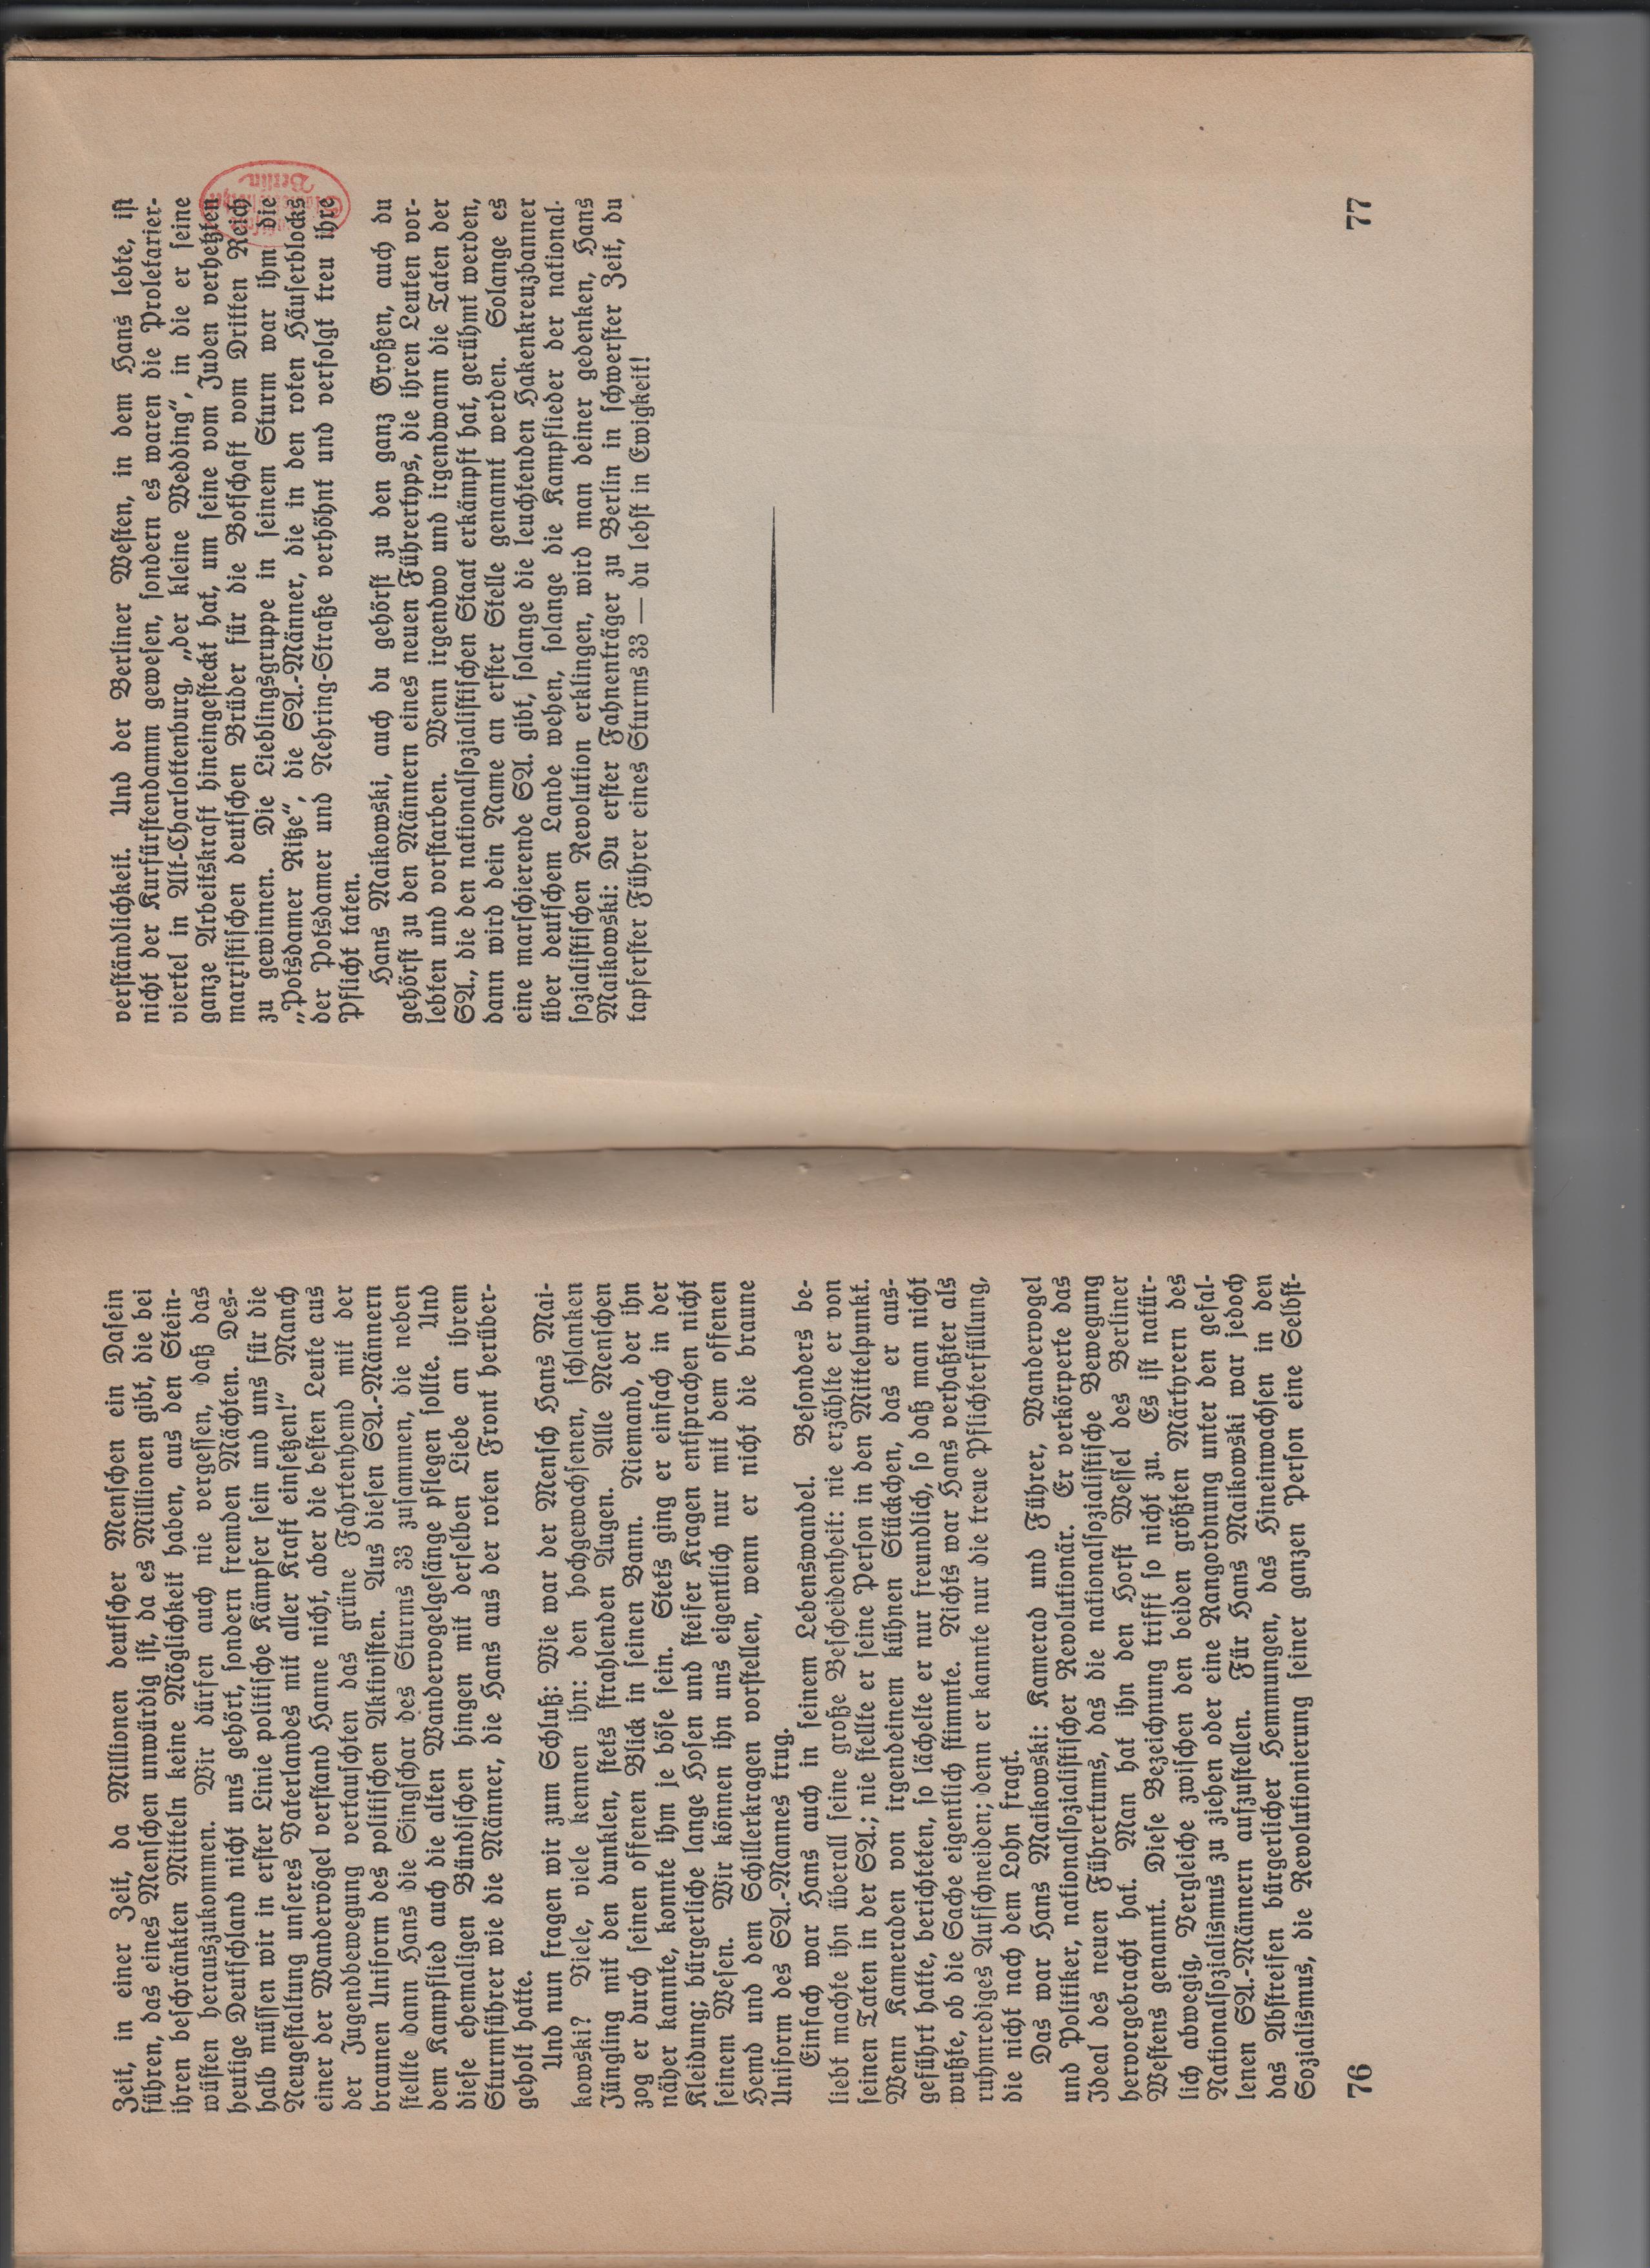 Zeit, in einer Zeit, da Millionen deutscher Menschen ein Dasein
führen, das eines Menschen unwürdig ist, da es Millionen gibt, die bei
ihren beschränkten Mitteln keine Möglichkeit haben, aus den Stein-
wüsten herauszukommen. Wir dürfen auch nie vergessen, daß das
heutige Deutschland nicht uns gehört, sondern fremden Mächten. Des-
halb müssen wir in erster Linie politische Kämpfer sein und uns für die
Neugestaltung unseres Vaterlandes mit aller Kraft einsetzen!“ Manch
einer der Wandervögel verstand Hanne nicht, aber die besten Leute aus
der Jugendbewegung vertauschten das grüne Fahrtenhemd mit der
braunen Uniform des politischen Aktivisten. Aus diesen SA.-Männern
stellte dann Hans die Singschar des Sturms 33 zusammen, die neben
dem Kampflied auch die alten Wandervogelgesänge pflegen sollte. Und
diese ehemaligen Bündischen hingen mit derselben Liebe an ihrem
Sturmführer wie die Männer, die Hans aus der roten Front herüber-
geholt hatte.
Und nun fragen wir zum Schluß: Wie war der Mensch Hans Mai-
kowski? Viele, viele kennen ihn: den hochgewachsenen, schlanken
Jüngling mit den dunklen, stets strahlenden Augen. Alle Menschen
zog er durch seinen offenen Blick in seinen Bann. Niemand, der ihn
näher kannte, konnte ihm je böse sein. Stets ging er einfach in der
Kleidung; bürgerliche lange Hosen und steifer Kragen entsprachen nicht
seinem Wesen. Wir können ihn uns eigentlich nur mit dem offenen
Hemd und dem Schillerkragen vorstellen, wenn er nicht die braune
Uniform des SA.-Mannes trug.
Einfach war Hans auch in seinem Lebenswandel. Besonders be-
liebt machte ihn überall seine große Bescheidenheit: nie erzählte er von
seinen Taten in der SA.; nie stellte er seine Person in den Mittelpunkt.
Wenn Kameraden von irgendeinem kühnen Stückchen, das er aus-
geführt hatte, berichteten, so lächelte er nur freundlich, so daß man nicht
wußte, ob die Sache eigentlich stimmte. Nichts war Hans verhaßter als
ruhmrediges Aufschneiden; denn er kannte nur die treue Pflichterfüllung,
die nicht nach dem Lohn fragt.
Das war Hans Maikowski: Kamerad und Führer, Wandervogel
und Politiker, nationalsozialistischer Revolutionär. Er verkörperte das
Ideal des neuen Führertums, das die nationalsozialistische Bewegung
hervorgebracht hat. Man hat ihn den Horst Wessel des Berliner
Westens genannt. Diese Bezeichnung trifft so nicht zu. Es ist natür-
lich abwegig, Vergleiche zwischen den beiden größten Märtyrern des
Nationalsozialismus zu ziehen oder eine Rangordnung unter den gefal-
lenen SA.-Männern aufzustellen. Für Hans Maikowski war jedoch
das Abstreifen bürgerlicher Hemmungen, das Hineinwachsen in den
Sozialismus, die Revolutionierung seiner ganzen Person eine Selbst-
76
verständlichkeit. Und der Berliner Westen, in dem Hans lebte, ist
nicht der Kurfürstendamm gewesen, sondern es waren die Proletarier-
viertel in Alt-Charlottenburg, „der kleine Wedding“, in die er seine
ganze Arbeitskraft hineingesteckt hat, um seine vom Juden verhetzten
marxistischen deutschen Brüder für die Botschaft vom Dritten Reich
zu gewinnen. Die Lieblingsgruppe in seinem Sturm war ihm die
„Potsdamer Ritze“, die SA.-Männer, die in den roten Häuserblocks
der Potsdamer und Nehring-Straße verhöhnt und verfolgt treu ihre
Pflicht taten.
Hans Maikowski, auch du gehörst zu den ganz Großen, auch du
gehörst zu den Männern eines neuen Führertyps, die ihren Leuten vor-
lebten und vorstarben. Wenn irgendwo und irgendwann die Taten der
SA., die den nationalsozialistischen Staat erkämpft hat, gerühmt werden,
dann wird dein Name an erster Stelle genannt werden. Solange es
eine marschierende SA. gibt, solange die leuchtenden Hakenkreuzbanner
über deutschem Lande wehen, solange die Kampflieder der national-
sozialistischen Revolution erklingen, wird man deiner gedenken, Hans
Maikowski: Du erster Fahnenträger zu Berlin in schwerster Zeit, du
tapferster Führer eines Sturms 33 — du lebst in Ewigkeit!
77
Berlin